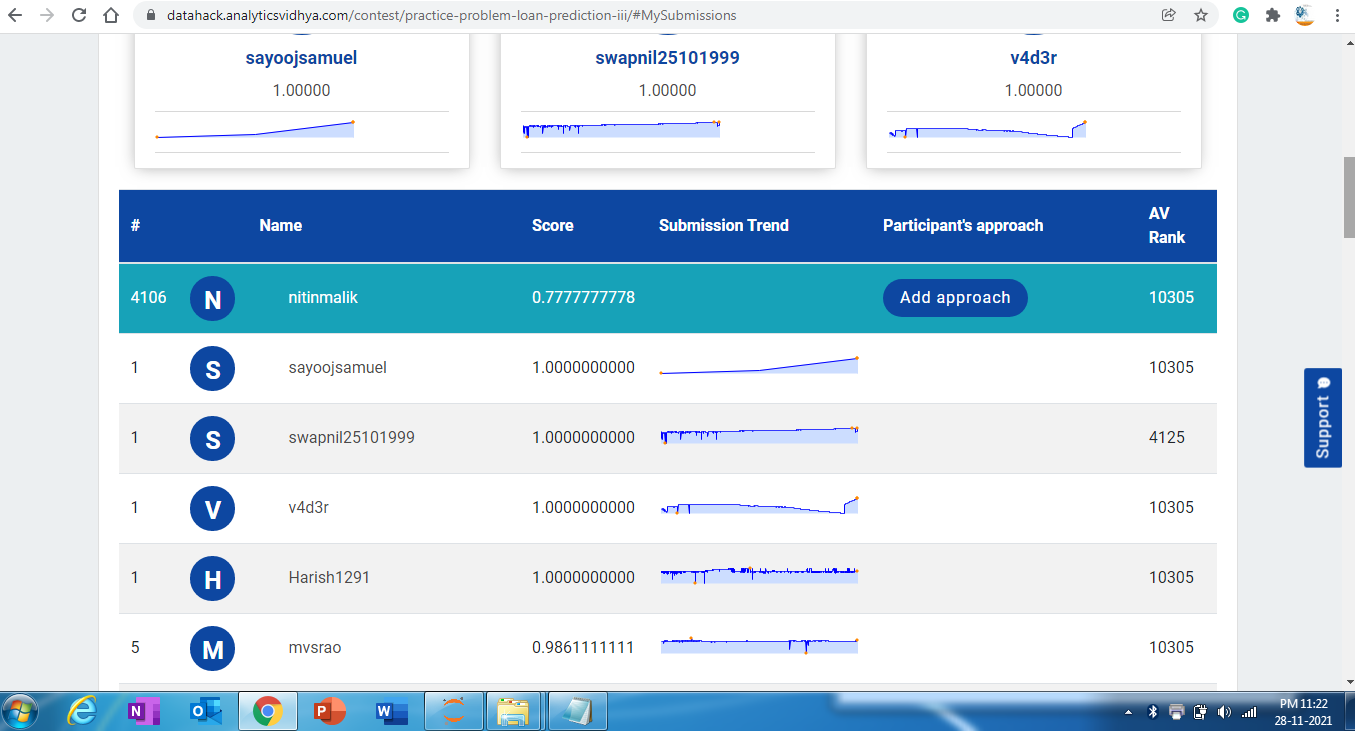 datahack.analyticsvidhya.com/contest/practice-problem-loan-prediction-iii/#MySubmissions
sayoojsamuel swapnil25101999 v4d3r
1.00000 1.00000 1.00000
# Name Score Submission Trend Participant's approach AV Rank
4106 N nitinmalik 0.7777777778 Add approach 10305
1 S sayoojsamuel 1.0000000000 10305
1 S swapnil25101999 1.0000000000 4125
1 V v4d3r 1.0000000000 10305
1 H Harish1291 1.0000000000 10305
5 M mvsrao 0.9861111111 10305
Support
PM 11:22
28-11-2021